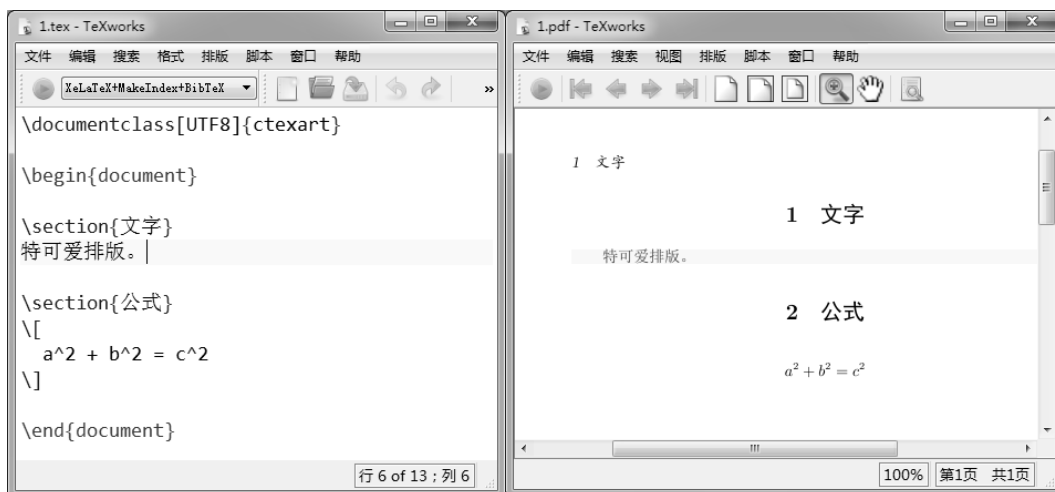 1.tex - TeXworks
文件 编辑 搜索 格式 排版 脚本 窗口 帮助
XeLaTeX+MakeIndex+BibTeX
»
\documentclass[UTF8]{ctexart}
\begin{document}
\section{文字}
特可爱排版。
\section{公式}
\[
a^2 + b^2 = c^2
\]
\end{document}
行 6 of 13 ; 列 6
1.pdf - TeXworks
文件 编辑 搜索 视图 排版 脚本 窗口 帮助
1 文字
1 文字
特可爱排版。
2 公式
a² + b² = c²
100% 第1页 共1页